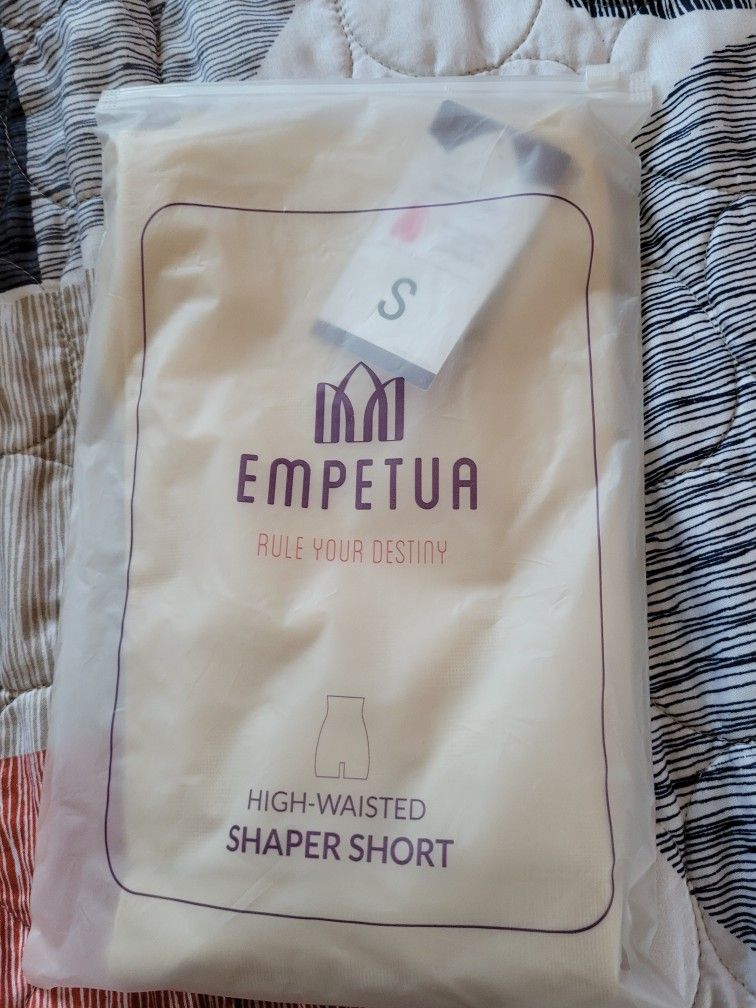 S
EMPETUA
RULE YOUR DESTINY
HIGH-WAISTED
SHAPER SHORT